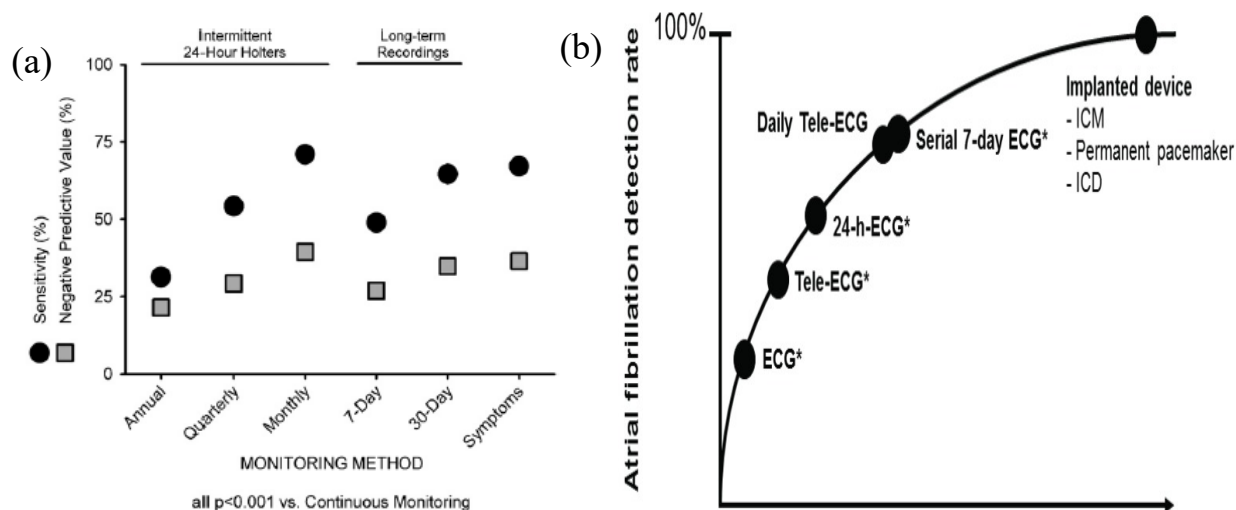 (a)
Intermittent
24-Hour Holters
Long-term
Recordings
100
75
50
25
0
Sensitivity (%)
Negative Predictive Value (%)
Annual
Quarterly
Monthly
7-Day
30-Day
Symptoms
MONITORING METHOD
all p<0.001 vs. Continuous Monitoring
(b)
100%
Atrial fibrillation detection rate
Implanted device
- ICM
- Permanent pacemaker
- ICD
Daily Tele-ECG
Serial 7-day ECG*
24-h-ECG*
Tele-ECG*
ECG*